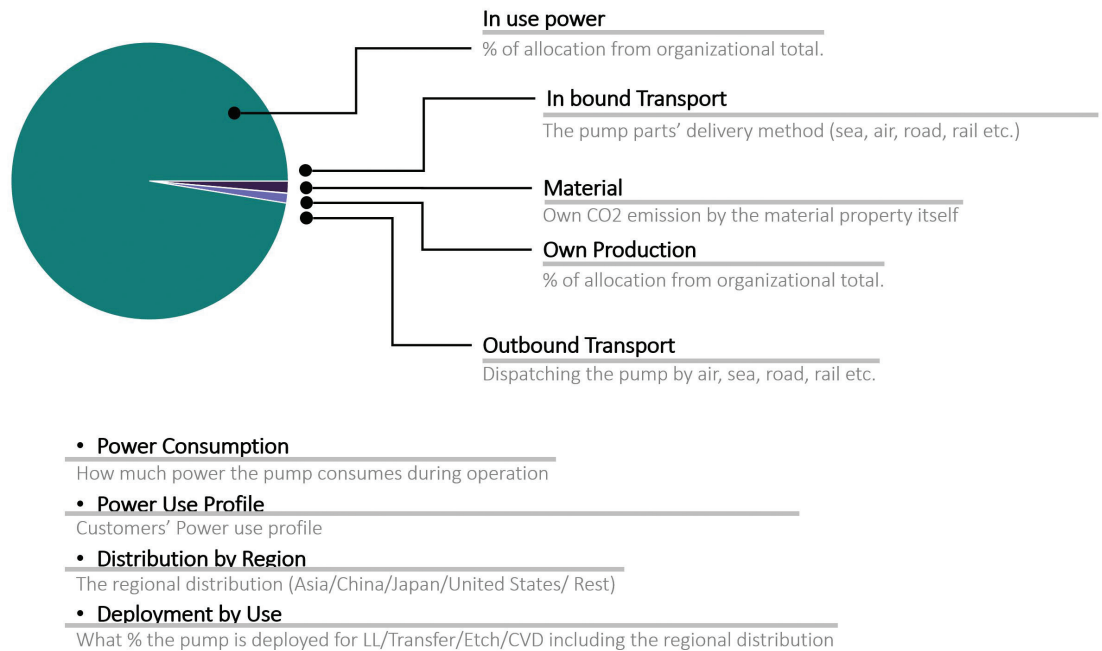 In use power
% of allocation from organizational total.
In bound Transport
The pump parts’ delivery method (sea, air, road, rail etc.)
Material
Own CO2 emission by the material property itself
Own Production
% of allocation from organizational total.
Outbound Transport
Dispatching the pump by air, sea, road, rail etc.
• Power Consumption
How much power the pump consumes during operation
• Power Use Profile
Customers’ Power use profile
• Distribution by Region
The regional distribution (Asia/China/Japan/United States/ Rest)
• Deployment by Use
What % the pump is deployed for LL/Transfer/Etch/CVD including the regional distribution